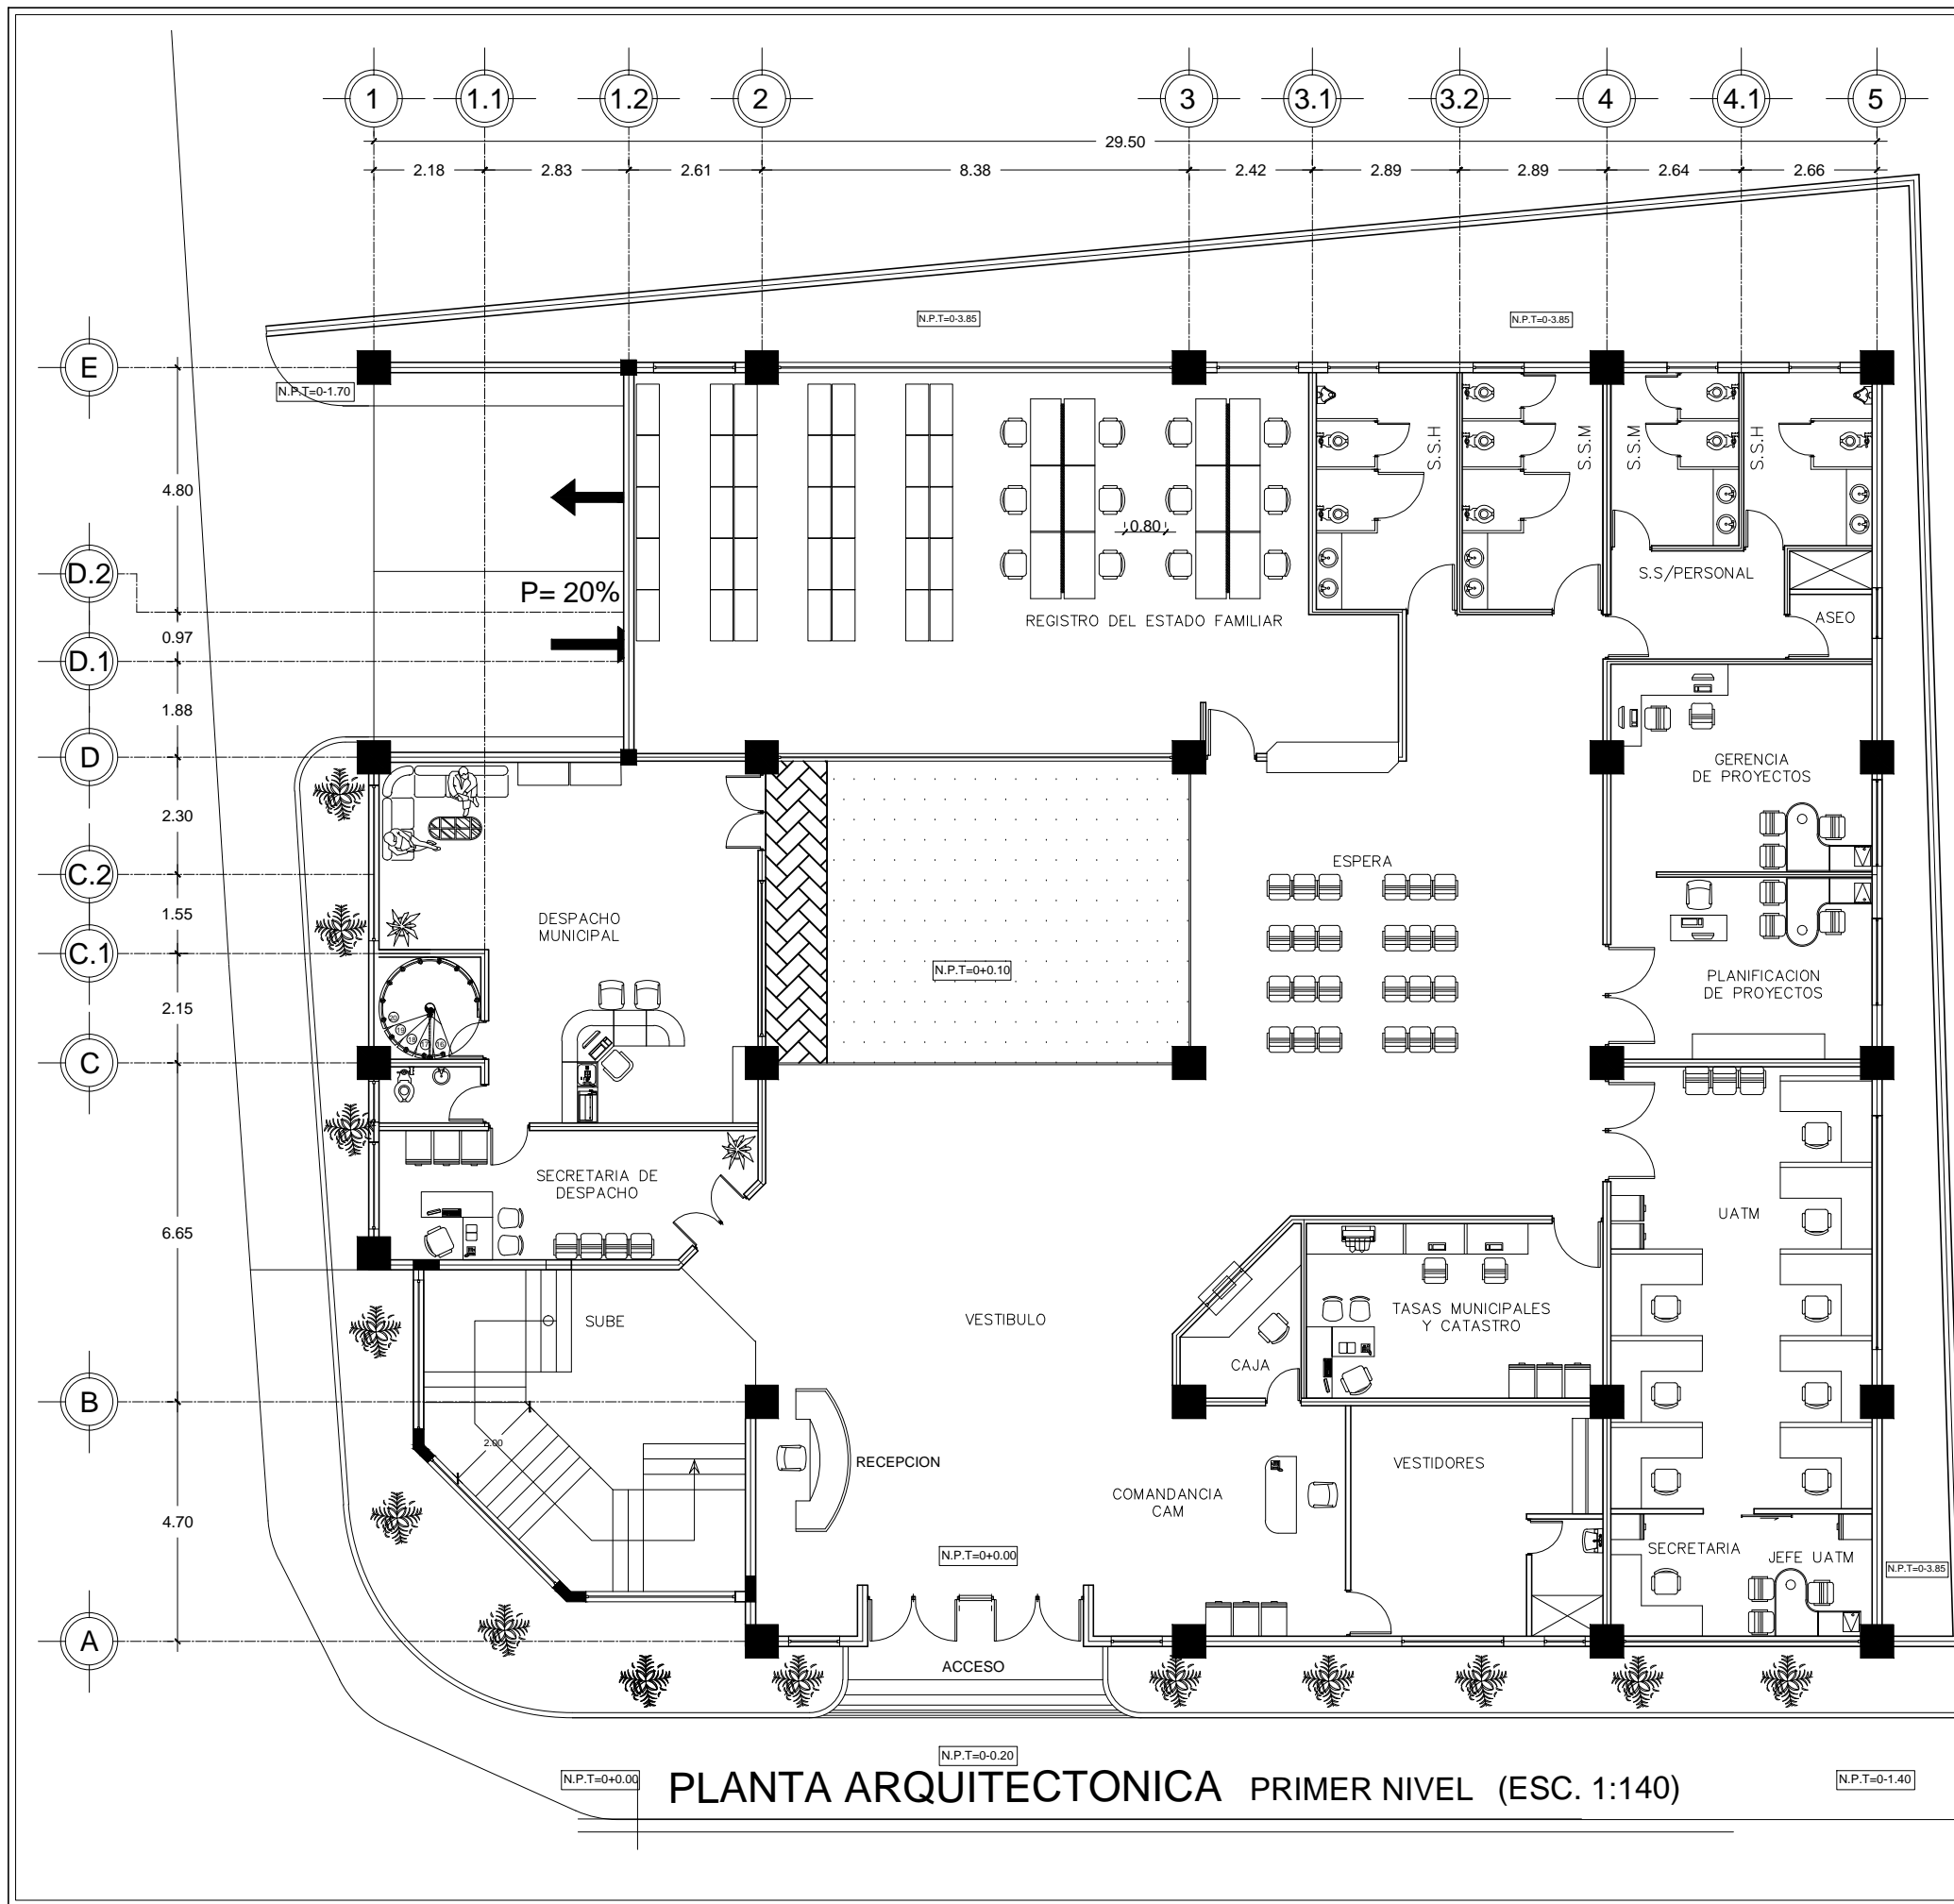 1 1.1 1.2 2 3 3.1 3.2 4 4.1 5
29.50
2.18 2.83 2.61 8.38 2.42 2.89 2.89 2.64 2.66
N.P.T=0-3.85 N.P.T=0-3.85
E
N.P.T=0-1.70
S.S.H S.S.M S.S.M S.S.H
4.80
0.80
D.2
P= 20%
S.S/PERSONAL
REGISTRO DEL ESTADO FAMILIAR
ASEO
0.97
D.1
1.88
D
GERENCIA
DE PROYECTOS
2.30
ESPERA
C.2
1.55
DESPACHO
MUNICIPAL
C.1
N.P.T=0+0.10
PLANIFICACION
DE PROYECTOS
2.15
20 19 18 17 16
C
SECRETARIA DE
DESPACHO
UATM
6.65
SUBE
VESTIBULO
TASAS MUNICIPALES
Y CATASTRO
CAJA
B
2.00
RECEPCION
VESTIDORES
COMANDANCIA
CAM
4.70
N.P.T=0+0.00
SECRETARIA
JEFE UATM
N.P.T=0-3.85
A
ACCESO
N.P.T=0-0.20
N.P.T=0+0.00
PLANTA ARQUITECTONICA PRIMER NIVEL (ESC. 1:140)
N.P.T=0-1.40